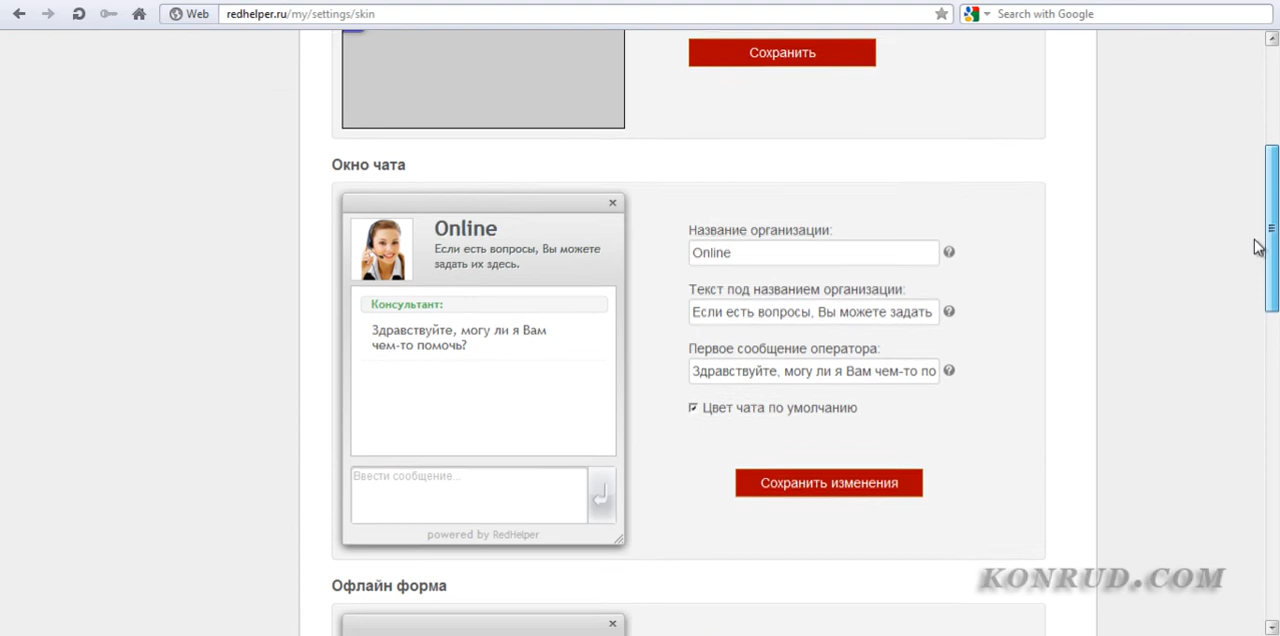 Web
redhelper.ru/my/settings/skin
Search with Google
Сохранить
Окно чата
Online
Если есть вопросы, Вы можете
задать их здесь.
Консультант:
Здравствуйте, могу ли я Вам
чем-то помочь?
Ввести сообщение...
powered by RedHelper
Название организации:
Online
Текст под названием организации:
Если есть вопросы, Вы можете задать
Первое сообщение оператора:
Здравствуйте, могу ли я Вам чем-то по
Цвет чата по умолчанию
Сохранить изменения
Офлайн форма
KONRUD.COM